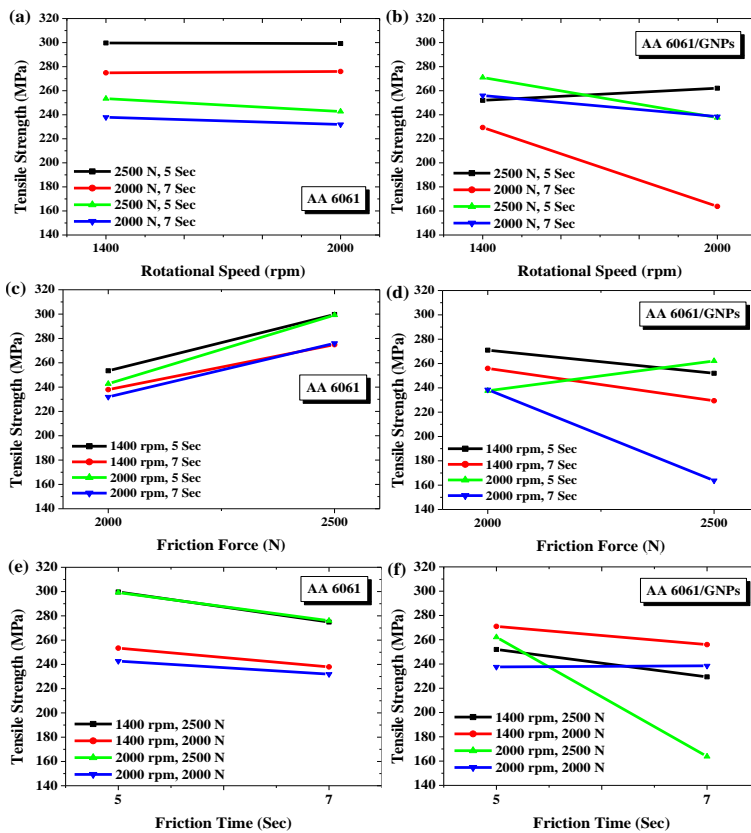 (a)
Tensile Strength (MPa)
320
300
280
260
240
220
200
180
160
140
2500 N, 5 Sec
2000 N, 7 Sec
2500 N, 5 Sec
2000 N, 7 Sec
AA 6061
1400
2000
Rotational Speed (rpm)
(b)
Tensile Strength (MPa)
320
300
280
260
240
220
200
180
160
140
AA 6061/GNPs
2500 N, 5 Sec
2000 N, 7 Sec
2500 N, 5 Sec
2000 N, 7 Sec
1400
2000
Rotational Speed (rpm)
(c)
Tensile Strength (MPa)
320
300
280
260
240
220
200
180
160
140
AA 6061
1400 rpm, 5 Sec
1400 rpm, 7 Sec
2000 rpm, 5 Sec
2000 rpm, 7 Sec
2000
2500
Friction Force (N)
(d)
Tensile Strength (MPa)
320
300
280
260
240
220
200
180
160
140
AA 6061/GNPs
1400 rpm, 5 Sec
1400 rpm, 7 Sec
2000 rpm, 5 Sec
2000 rpm, 7 Sec
2000
2500
Friction Force (N)
(e)
Tensile Strength (MPa)
320
300
280
260
240
220
200
180
160
140
AA 6061
1400 rpm, 2500 N
1400 rpm, 2000 N
2000 rpm, 2500 N
2000 rpm, 2000 N
5
7
Friction Time (Sec)
(f)
Tensile Strength (MPa)
320
300
280
260
240
220
200
180
160
140
AA 6061/GNPs
1400 rpm, 2500 N
1400 rpm, 2000 N
2000 rpm, 2500 N
2000 rpm, 2000 N
5
7
Friction Time (Sec)